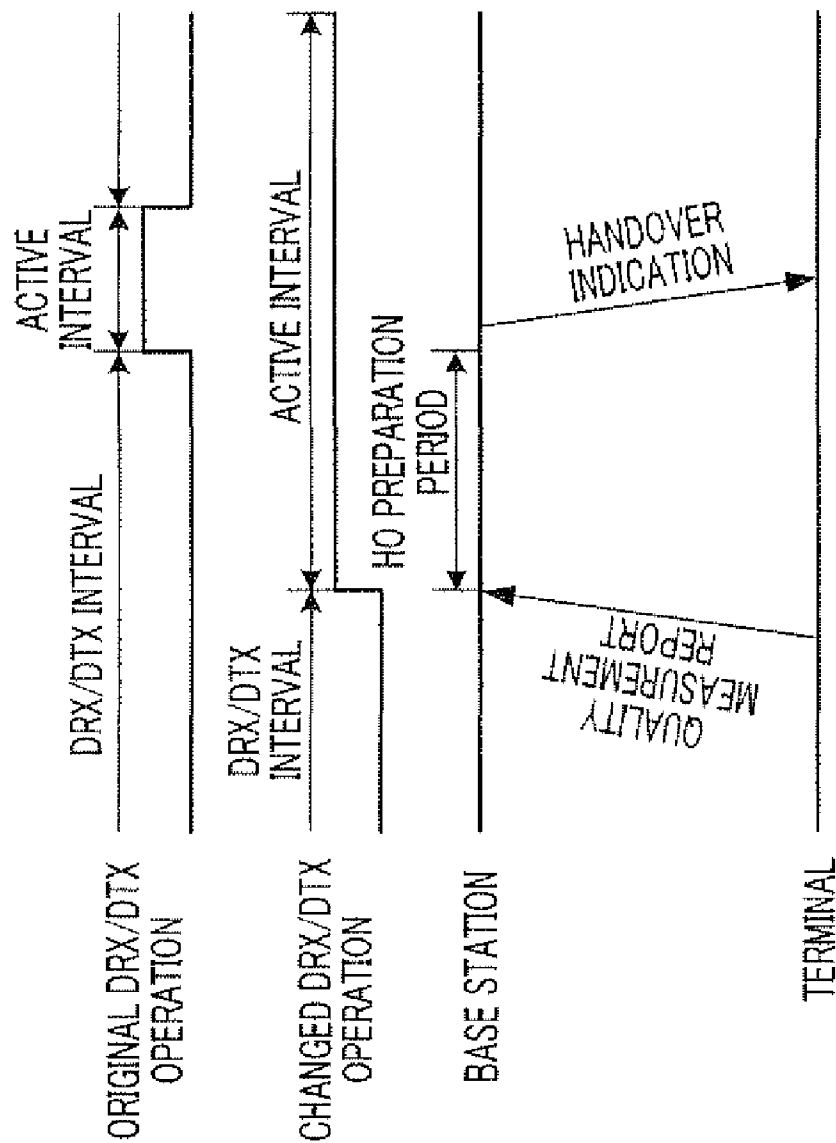 ORIGINAL DRX/DTX
OPERATION
DRX/DTX INTERVAL
ACTIVE
INTERVAL
CHANGED DRX/DTX
OPERATION
DRX/DTX
INTERVAL
ACTIVE INTERVAL
HO PREPARATION
PERIOD
BASE STATION
QUALITY
MEASUREMENT
REPORT
HANDOVER
INDICATION
TERMINAL